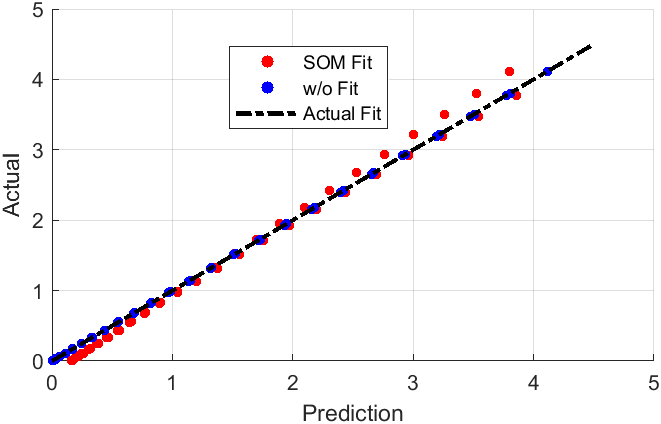 5
4
3
2
1
0
Actual
SOM Fit
w/o Fit
Actual Fit
0 1 2 3 4 5
Prediction